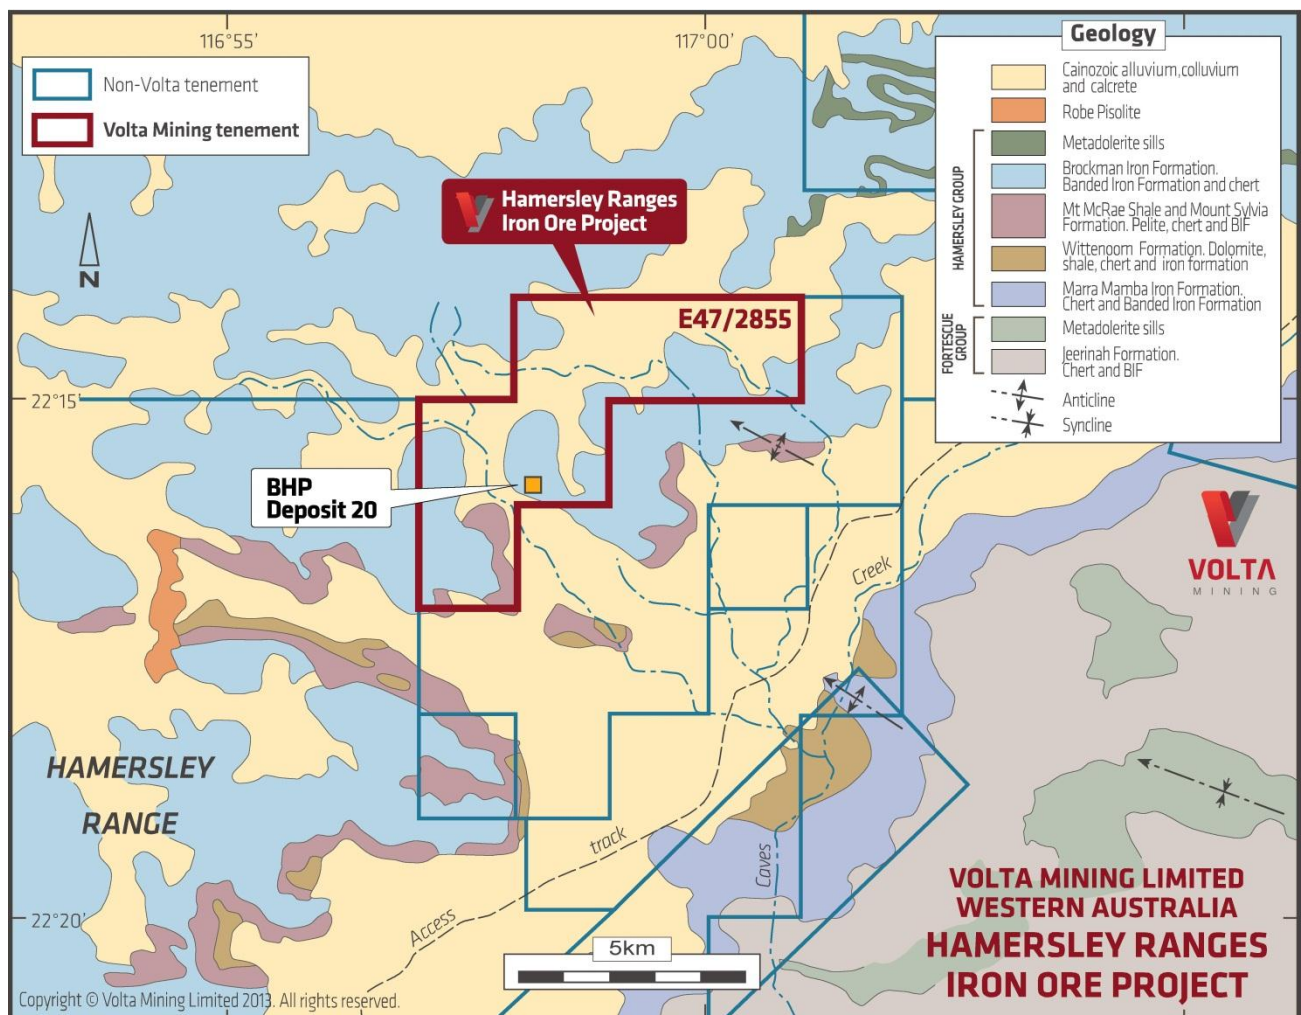 116°55'
117°00'
Non-Volta tenement
Volta Mining tenement
Geology
Cainozoic alluvium,colluvium
and calcrete
Robe Pisolite
HAMERSLEY GROUP
Metadolerite sills
Brockman Iron Formation.
Banded Iron Formation and chert
Mt McRae Shale and Mount Sylvia
Formation. Pelite, chert and BIF
Wittenoom Formation. Dolomite,
shale, chert and iron formation
Marra Mamba Iron Formation.
Chert and Banded Iron Formation
FORTESCUE
GROUP
Metadolerite sills
Jeerinah Formation.
Chert and BIF
Anticline
Syncline
Hamersley Ranges
Iron Ore Project
N
E47/2855
22°15'
BHP
Deposit 20
VOLTA
MINING
Creek
HAMERSLEY
RANGE
track
Caves
Access
22°20'
5km
VOLTA MINING LIMITED
WESTERN AUSTRALIA
HAMERSLEY RANGES
IRON ORE PROJECT
Copyright © Volta Mining Limited 2013. All rights reserved.